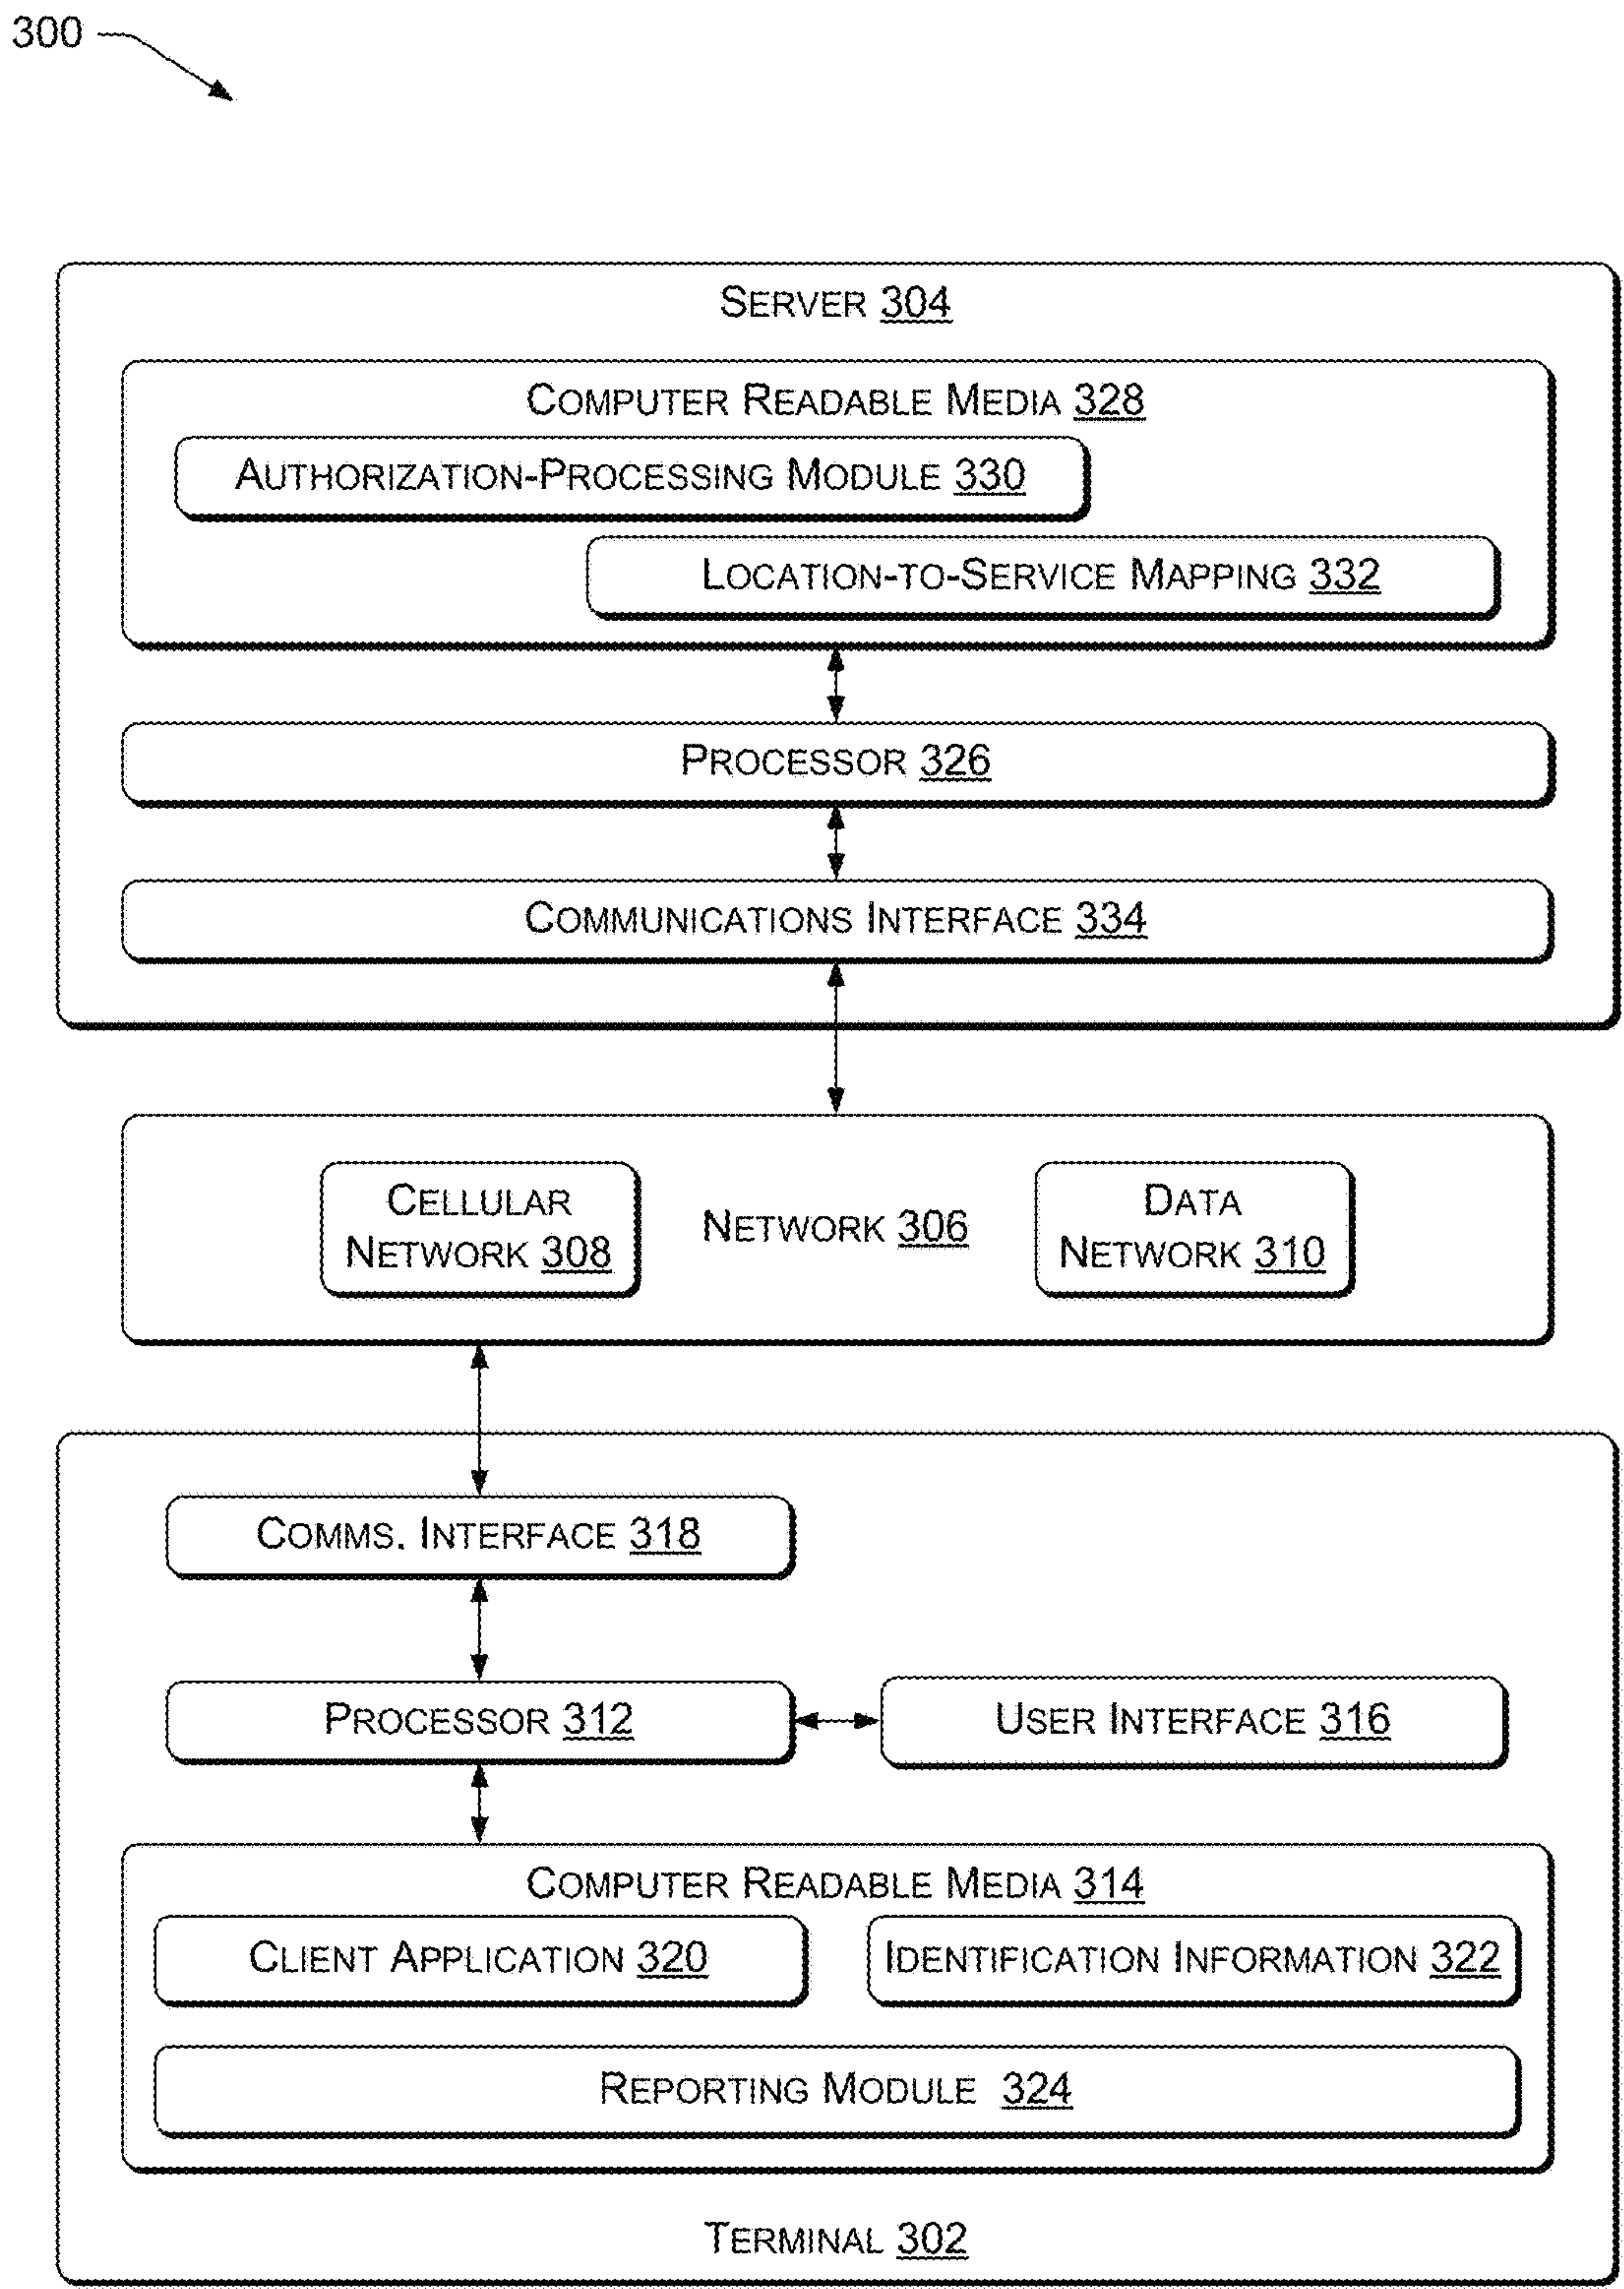 300
SERVER 304
COMPUTER READABLE MEDIA 328
AUTHORIZATION-PROCESSING MODULE 330
LOCATION-TO-SERVICE MAPPING 332
PROCESSOR 326
COMMUNICATIONS INTERFACE 334
CELLULAR
NETWORK 308
NETWORK 306
DATA
NETWORK 310
COMMS. INTERFACE 318
PROCESSOR 312
USER INTERFACE 316
COMPUTER READABLE MEDIA 314
CLIENT APPLICATION 320
IDENTIFICATION INFORMATION 322
REPORTING MODULE 324
TERMINAL 302